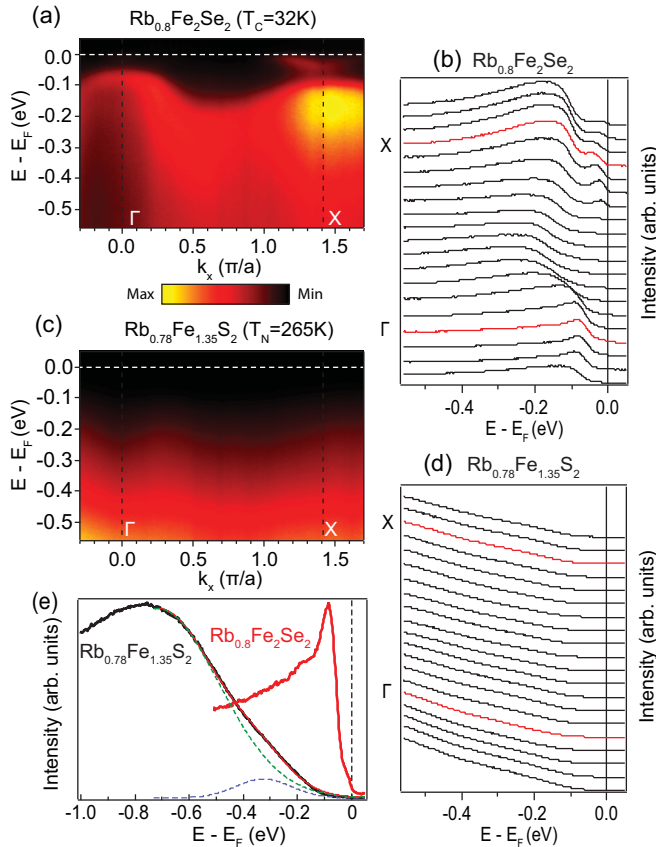 (a)
Rb0.8Fe2Se2 (TC=32K)
0.0
-0.1
-0.2
-0.3
-0.4
-0.5
E - EF (eV)
Γ
X
0.0
0.5
1.0
1.5
kx (π/a)
Max
Min
(b)
Rb0.8Fe2Se2
X
Γ
Intensity (arb. units)
-0.4
-0.2
0.0
E - EF (eV)
(c)
Rb0.78Fe1.35S2 (TN=265K)
0.0
-0.1
-0.2
-0.3
-0.4
-0.5
E - EF (eV)
Γ
X
0.0
0.5
1.0
1.5
kx (π/a)
(d)
Rb0.78Fe1.35S2
X
Γ
Intensity (arb. units)
-0.4
-0.2
0.0
E - EF (eV)
(e)
Rb0.78Fe1.35S2
Rb0.8Fe2Se2
Intensity (arb. units)
-1.0
-0.8
-0.6
-0.4
-0.2
0
E - EF (eV)